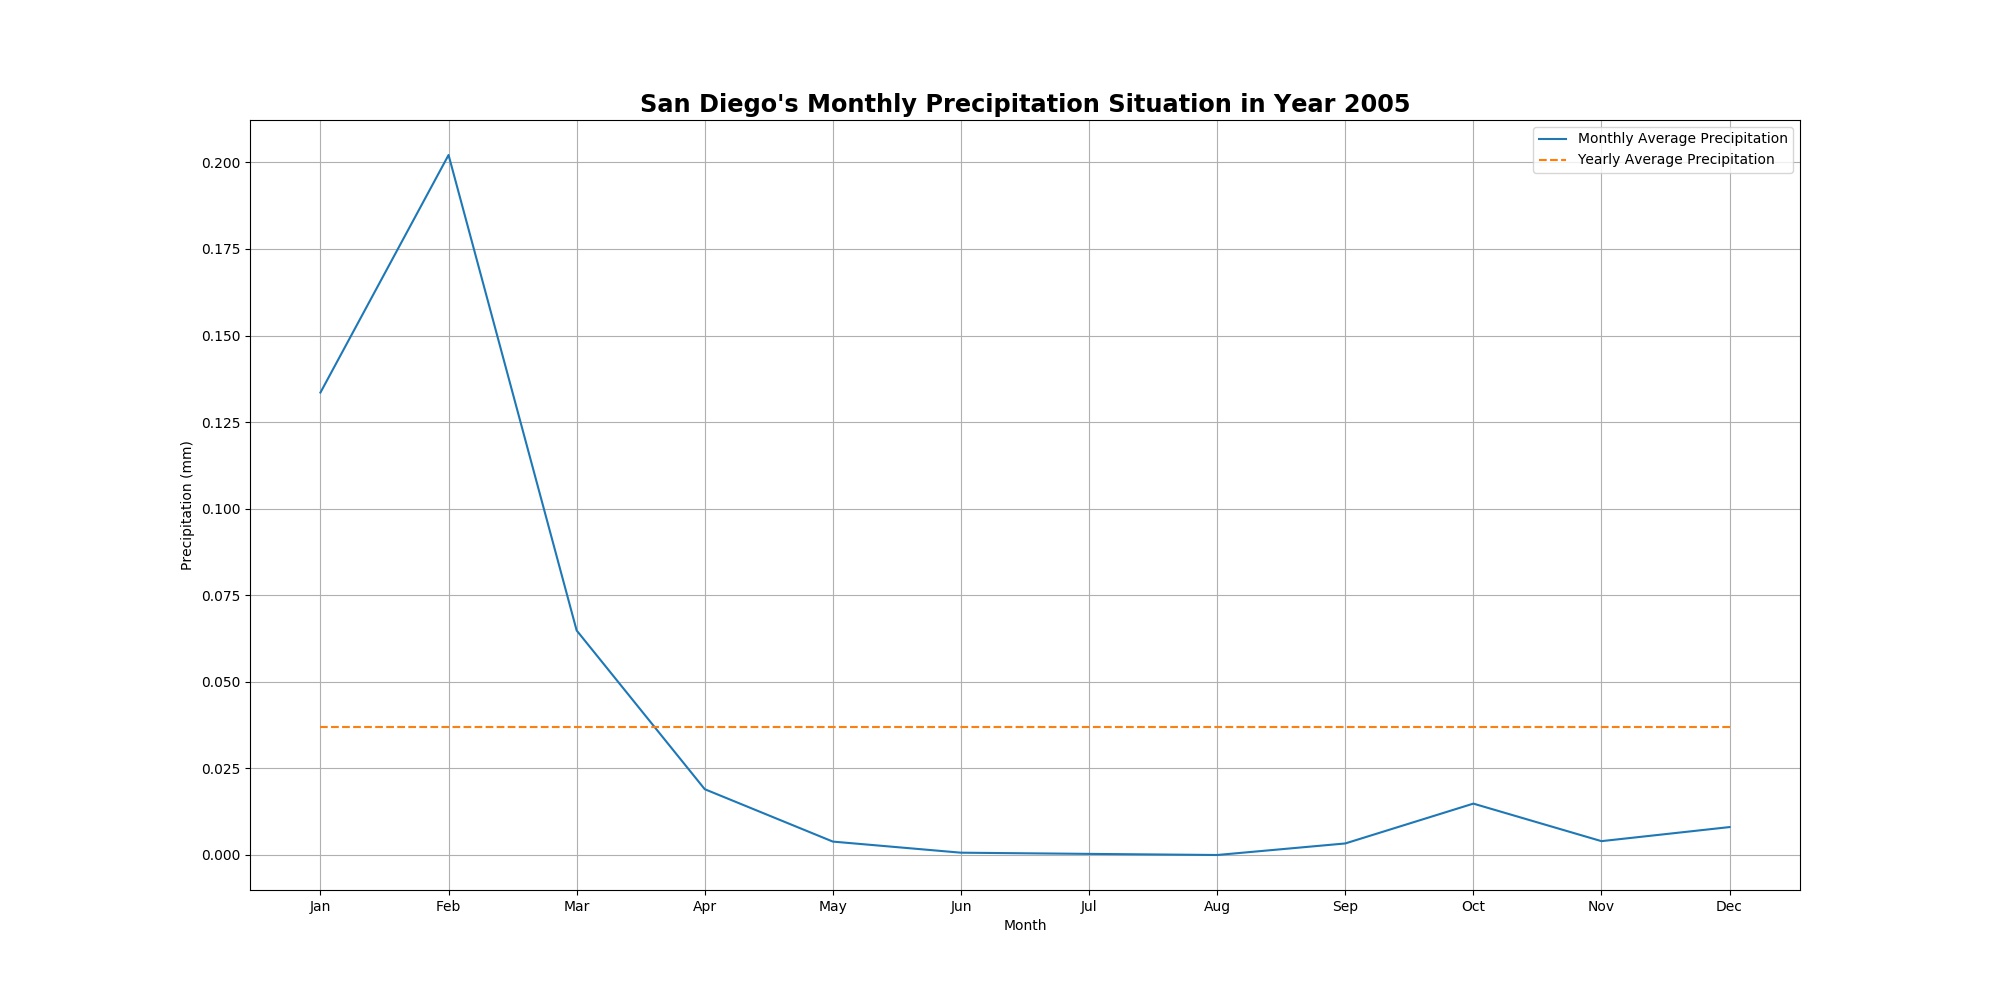 San Diego's Monthly Precipitation Situation in Year 2005
Monthly Average Precipitation
Yearly Average Precipitation
0.200
0.175
0.150
0.125
0.100
0.075
0.050
0.025
0.000
Precipitation (mm)
Jan Feb Mar Apr May Jun Jul Aug Sep Oct Nov Dec
Month